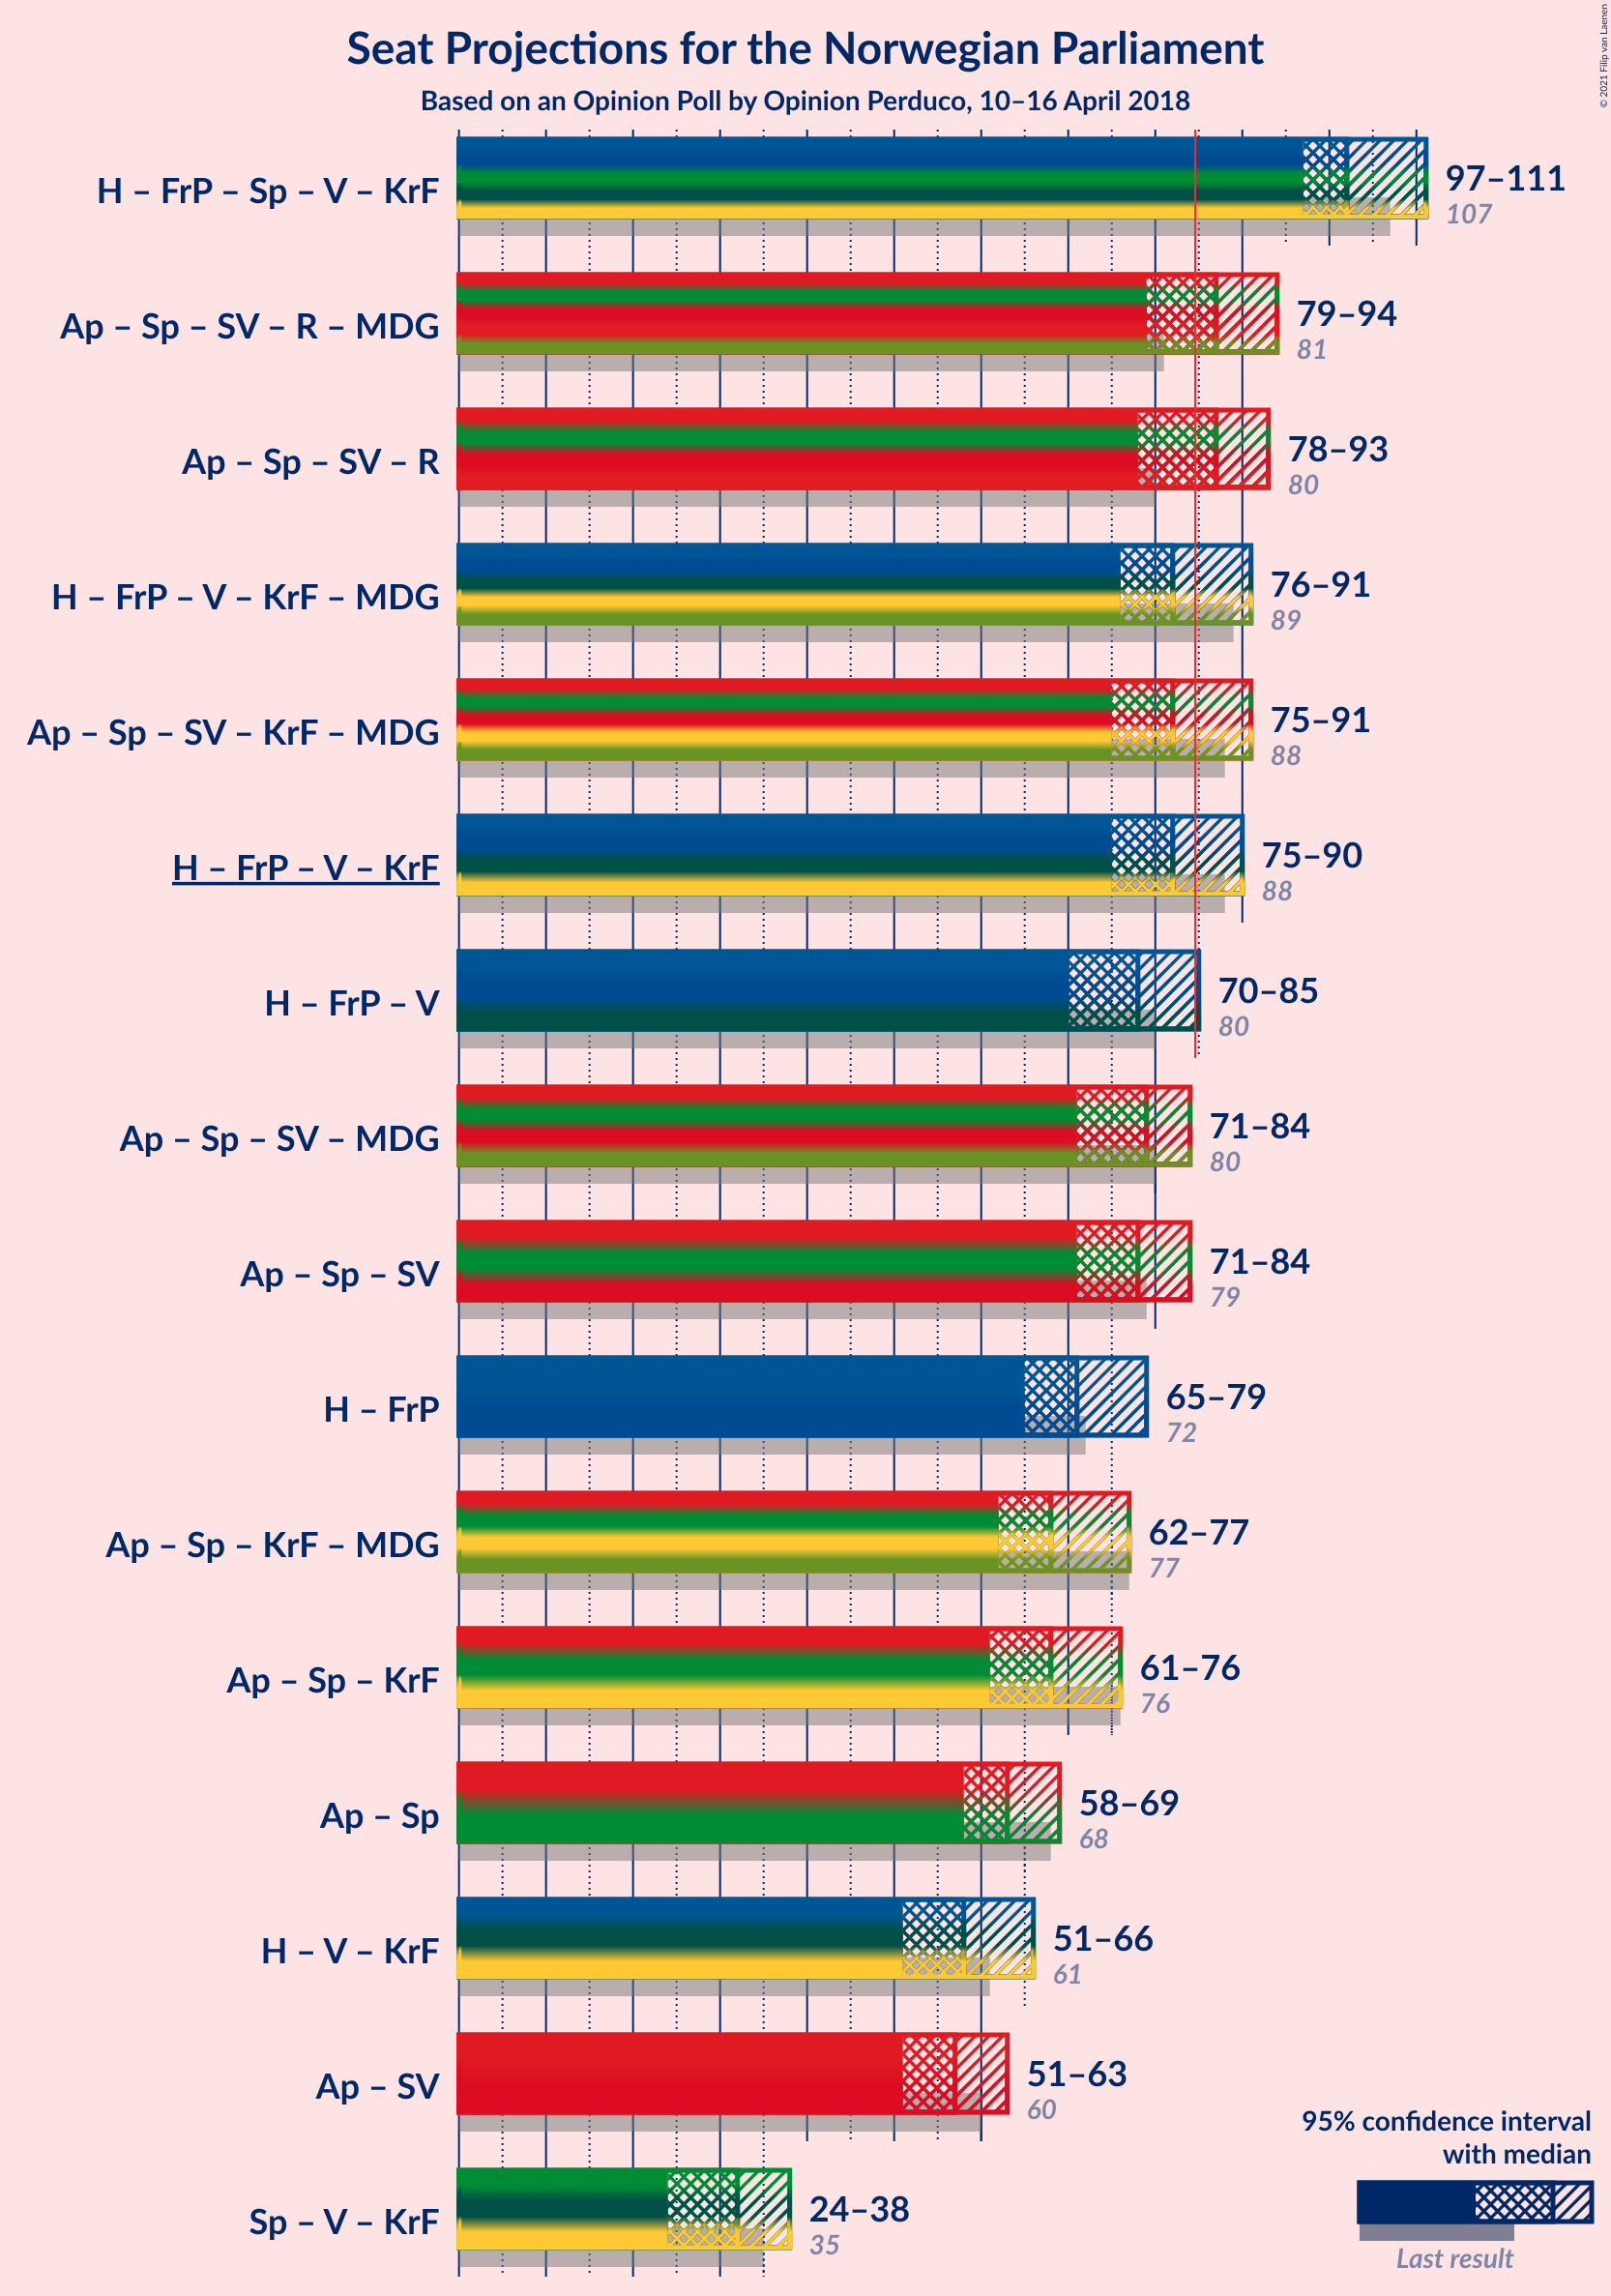 Seat Projections for the Norwegian Parliament
Based on an Opinion Poll by Opinion Perduco, 10–16 April 2018
© 2021 Filip van Laenen
H – FrP – Sp – V – KrF
97–111
107
Ap – Sp – SV – R – MDG
79–94
81
Ap – Sp – SV – R
78–93
80
H – FrP – V – KrF – MDG
76–91
89
Ap – Sp – SV – KrF – MDG
75–91
88
H – FrP – V – KrF
75–90
88
H – FrP – V
70–85
80
Ap – Sp – SV – MDG
71–84
80
Ap – Sp – SV
71–84
79
H – FrP
65–79
72
Ap – Sp – KrF – MDG
62–77
77
Ap – Sp – KrF
61–76
76
Ap – Sp
58–69
68
H – V – KrF
51–66
61
Ap – SV
51–63
60
Sp – V – KrF
24–38
35
95% confidence interval
with median
Last result